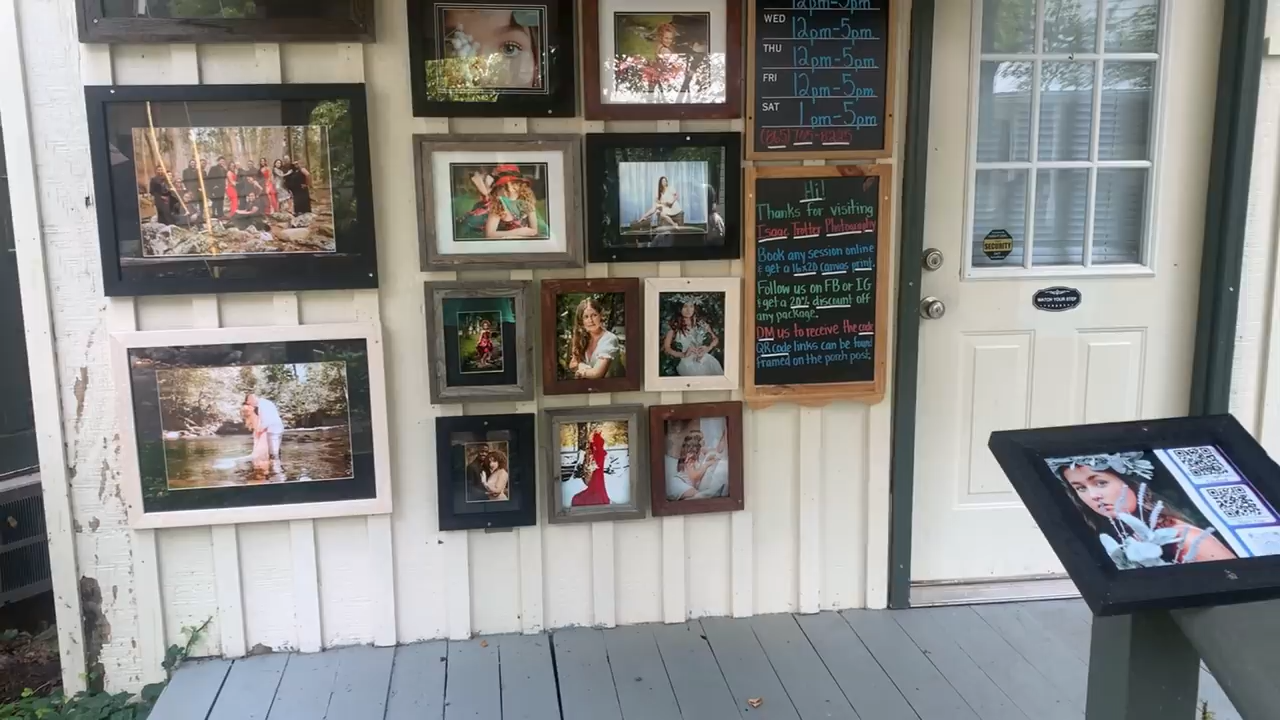 12pm-5pm
WED 12pm-5pm
THU 12pm-5pm
FRI 12pm-5pm
SAT 1pm-5pm
Hi!
Thanks for visiting
Isaac Trotter Photography
Book any session online
& get a 16x20 canvas print.
Follow us on FB or IG
& get a 20% discount off
any package.
DM us to receive the code
QR code links can be found
framed on the porch post.
SECURITY
WATCH YOUR STEP